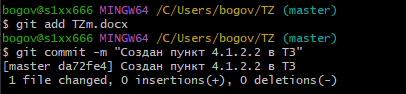 bogov@s1xx666 MINGW64 /C/Users/bogov/TZ (master)
$ git add TZm.docx
bogov@s1xx666 MINGW64 /C/Users/bogov/TZ (master)
$ git commit -m "Создан пункт 4.1.2.2 в ТЗ"
[master da72fe4] Создан пункт 4.1.2.2 в ТЗ
1 file changed, 0 insertions(+), 0 deletions(-)